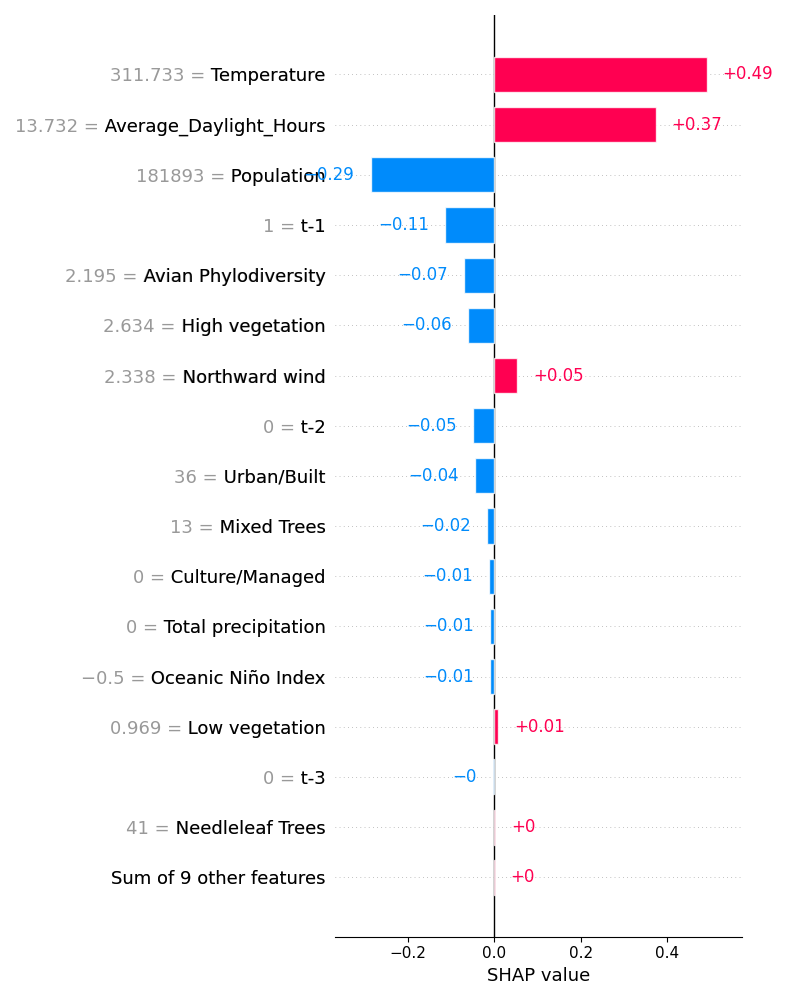 311.733 = Temperature +0.49
13.732 = Average_Daylight_Hours +0.37
181893 = Population −0.29
1 = t-1 −0.11
2.195 = Avian Phylodiversity −0.07
2.634 = High vegetation −0.06
2.338 = Northward wind +0.05
0 = t-2 −0.05
36 = Urban/Built −0.04
13 = Mixed Trees −0.02
0 = Culture/Managed −0.01
0 = Total precipitation −0.01
−0.5 = Oceanic Niño Index −0.01
0.969 = Low vegetation +0.01
0 = t-3 −0
41 = Needleleaf Trees +0
Sum of 9 other features +0
−0.2 0.0 0.2 0.4
SHAP value